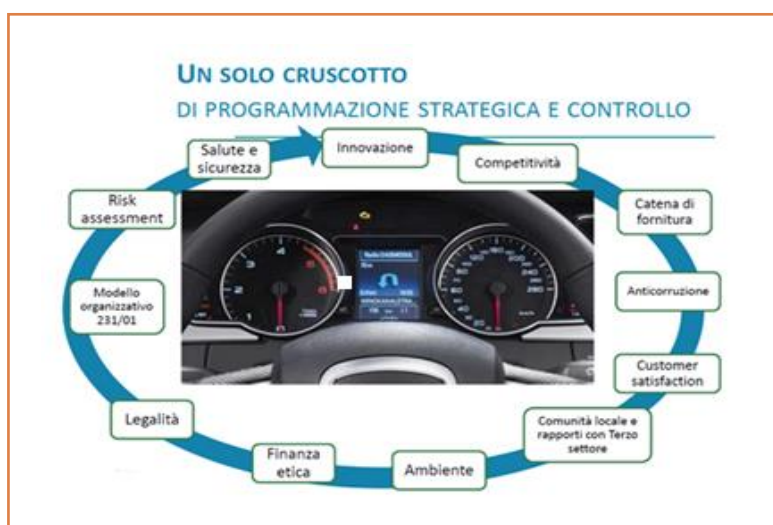 UN SOLO CRUSCOTTO
DI PROGRAMMAZIONE STRATEGICA E CONTROLLO
Innovazione
Competitività
Catena di
fornitura
Anticorruzione
Customer
satisfaction
Comunità locale e
rapporti con Terzo
settore
Ambiente
Finanza
etica
Legalità
Modello
organizzativo
231/01
Risk
assessment
Salute e
sicurezza